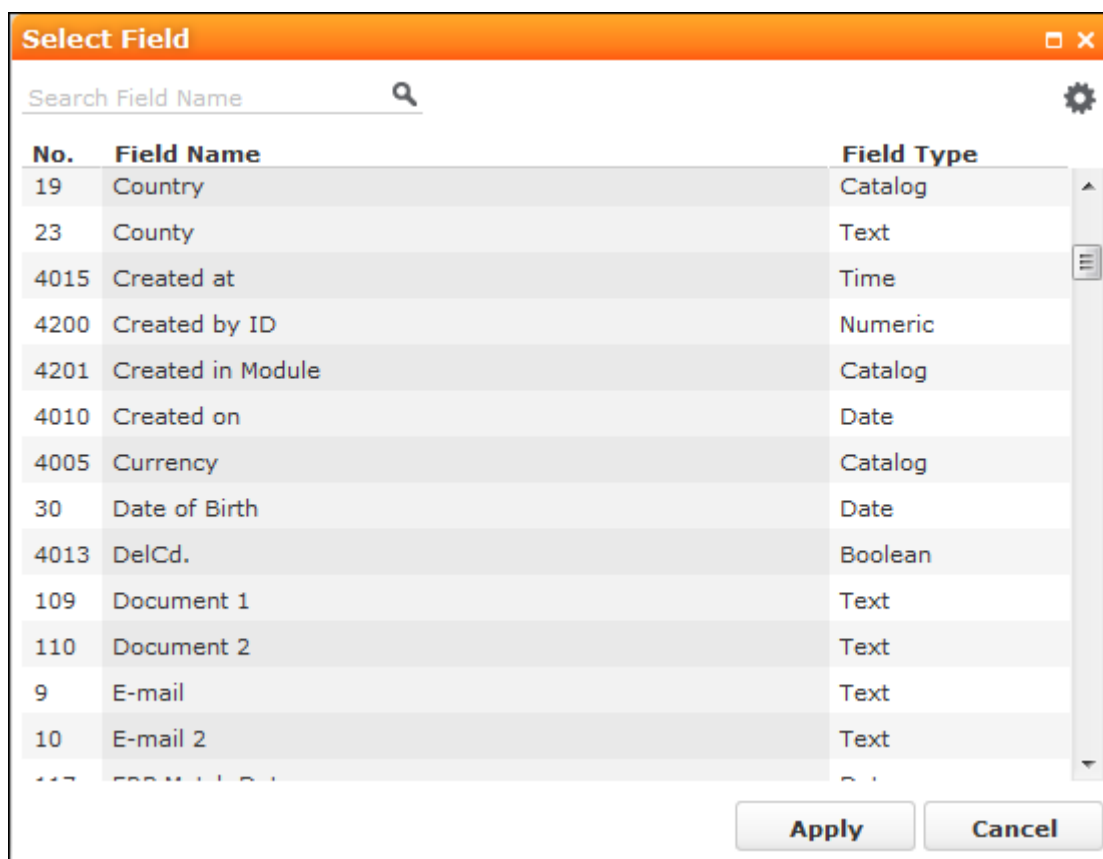 Select Field
Search Field Name
No. Field Name Field Type
19 Country Catalog
23 County Text
4015 Created at Time
4200 Created by ID Numeric
4201 Created in Module Catalog
4010 Created on Date
4005 Currency Catalog
30 Date of Birth Date
4013 DelCd. Boolean
109 Document 1 Text
110 Document 2 Text
9 E-mail Text
10 E-mail 2 Text
Apply Cancel